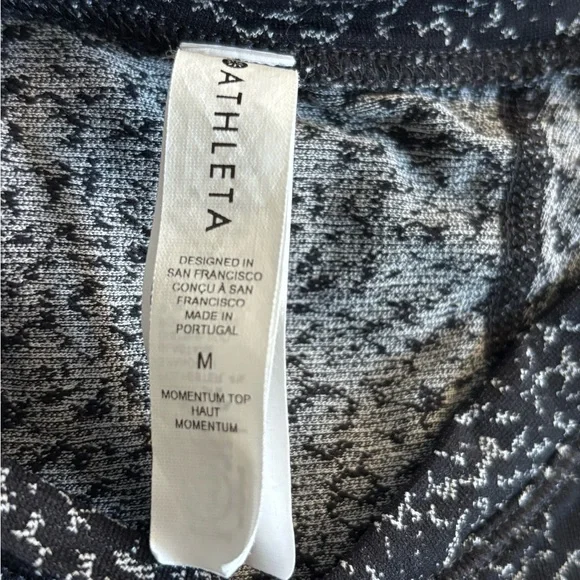 ATHLETA
DESIGNED IN
SAN FRANCISCO
CONÇU À SAN
FRANCISCO
MADE IN
PORTUGAL
M
MOMENTUM TOP
HAUT
MOMENTUM